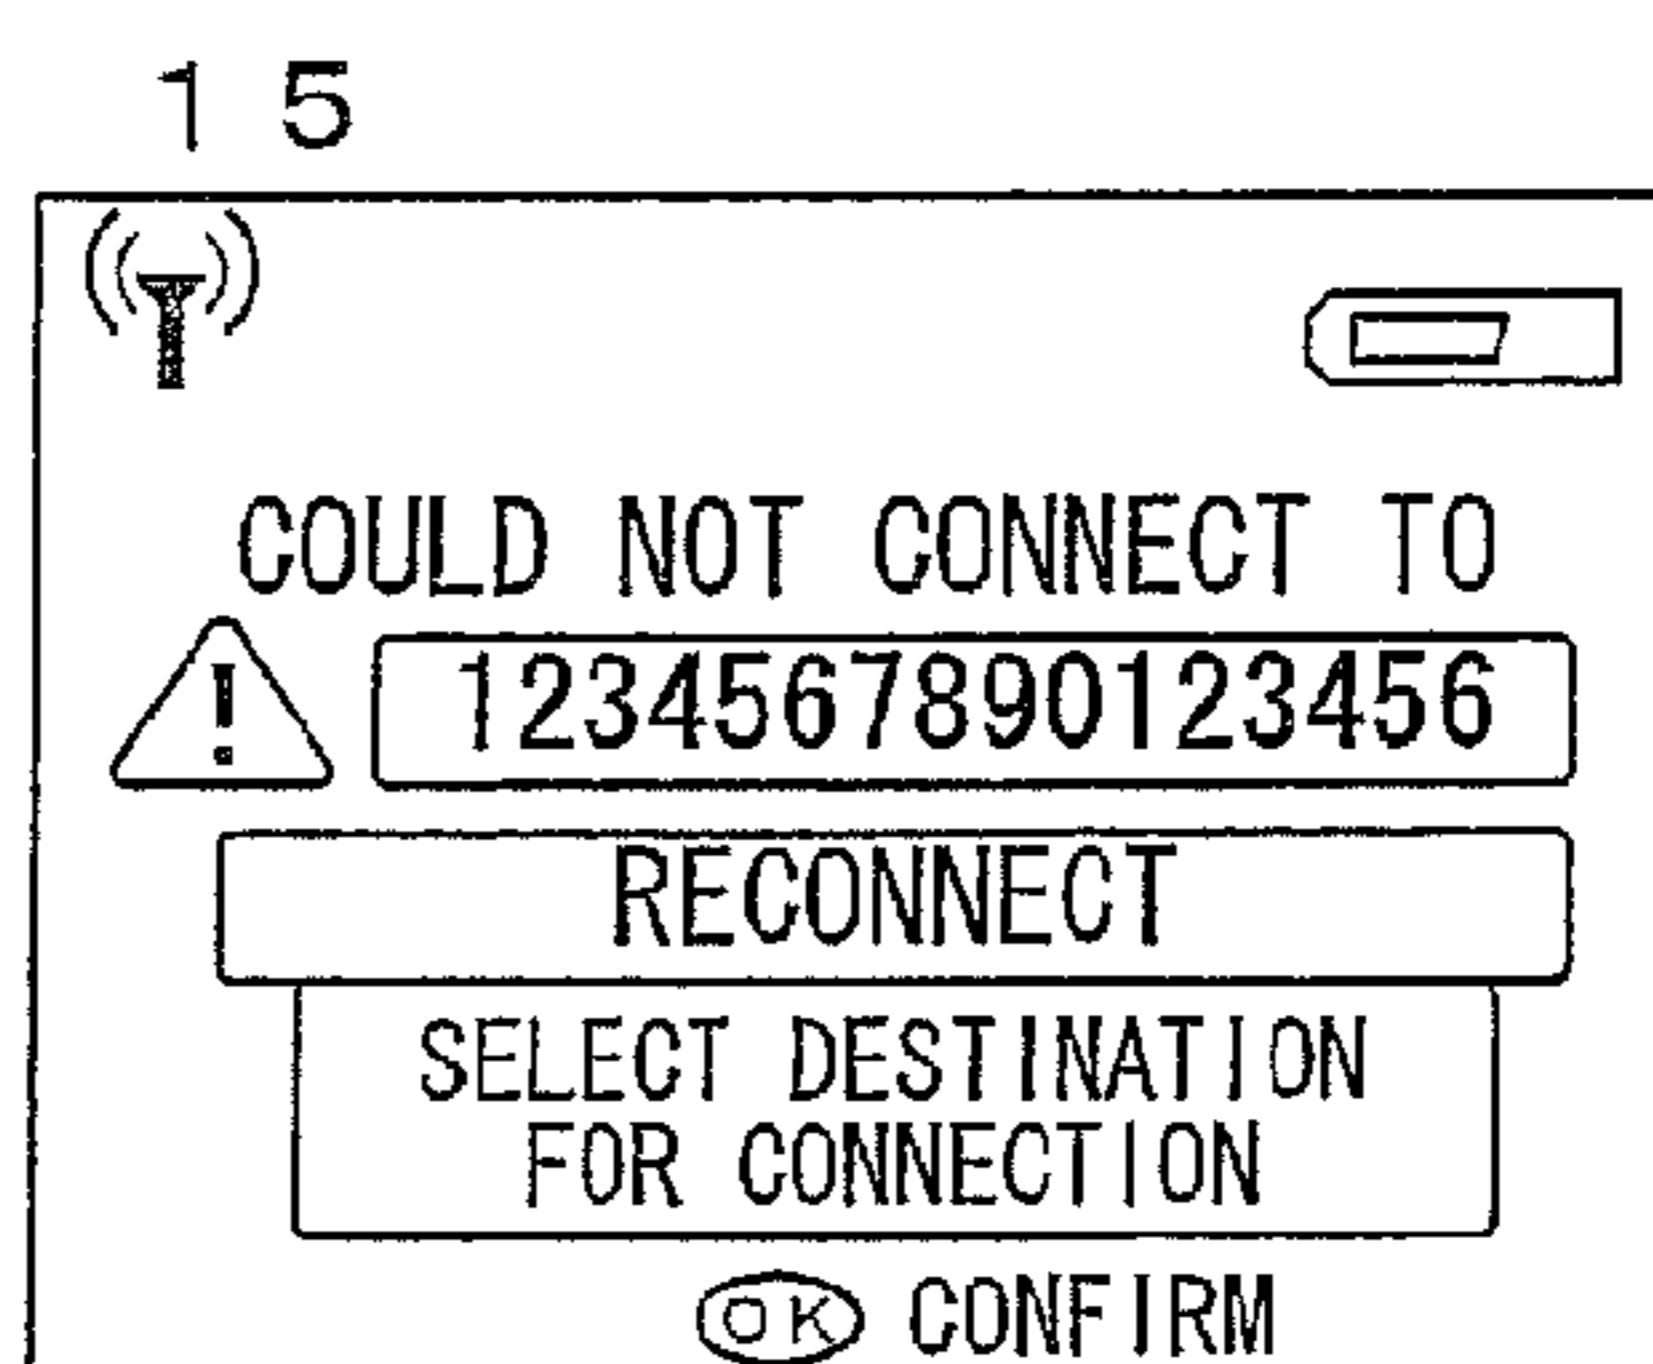 15
COULD NOT CONNECT TO
!
1234567890123456
RECONNECT
SELECT DESTINATION
FOR CONNECTION
OK CONFIRM